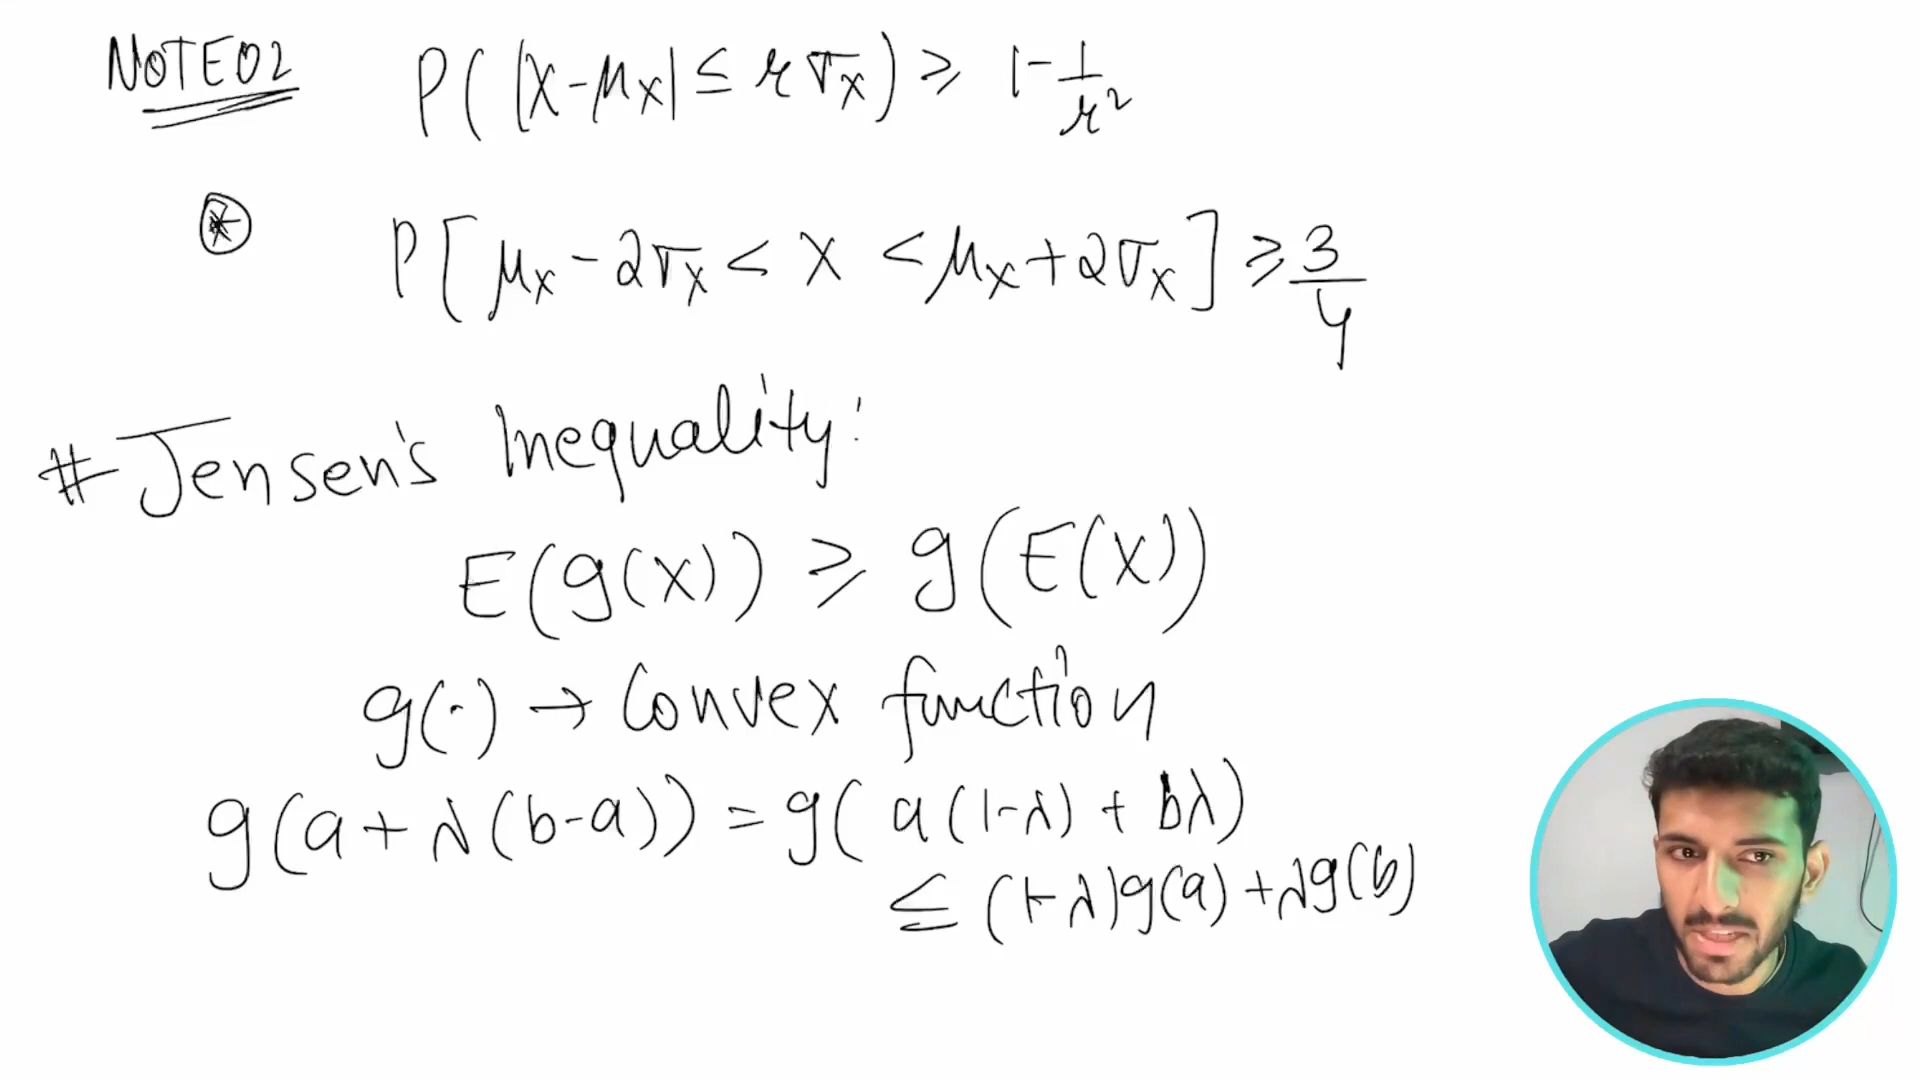 NOTE02 P( |X-μx| ≤ r σx ) ≥ 1 - 1/r²
* P[ μx - 2σx < X < μx + 2σx ] ≥ 3/4
# Jensen's Inequality:
E(g(X)) ≥ g(E(X))
g(·) → Convex function
g(a + λ(b-a)) = g( a(1-λ) + bλ)
≤ (1-λ)g(a) + λg(b)